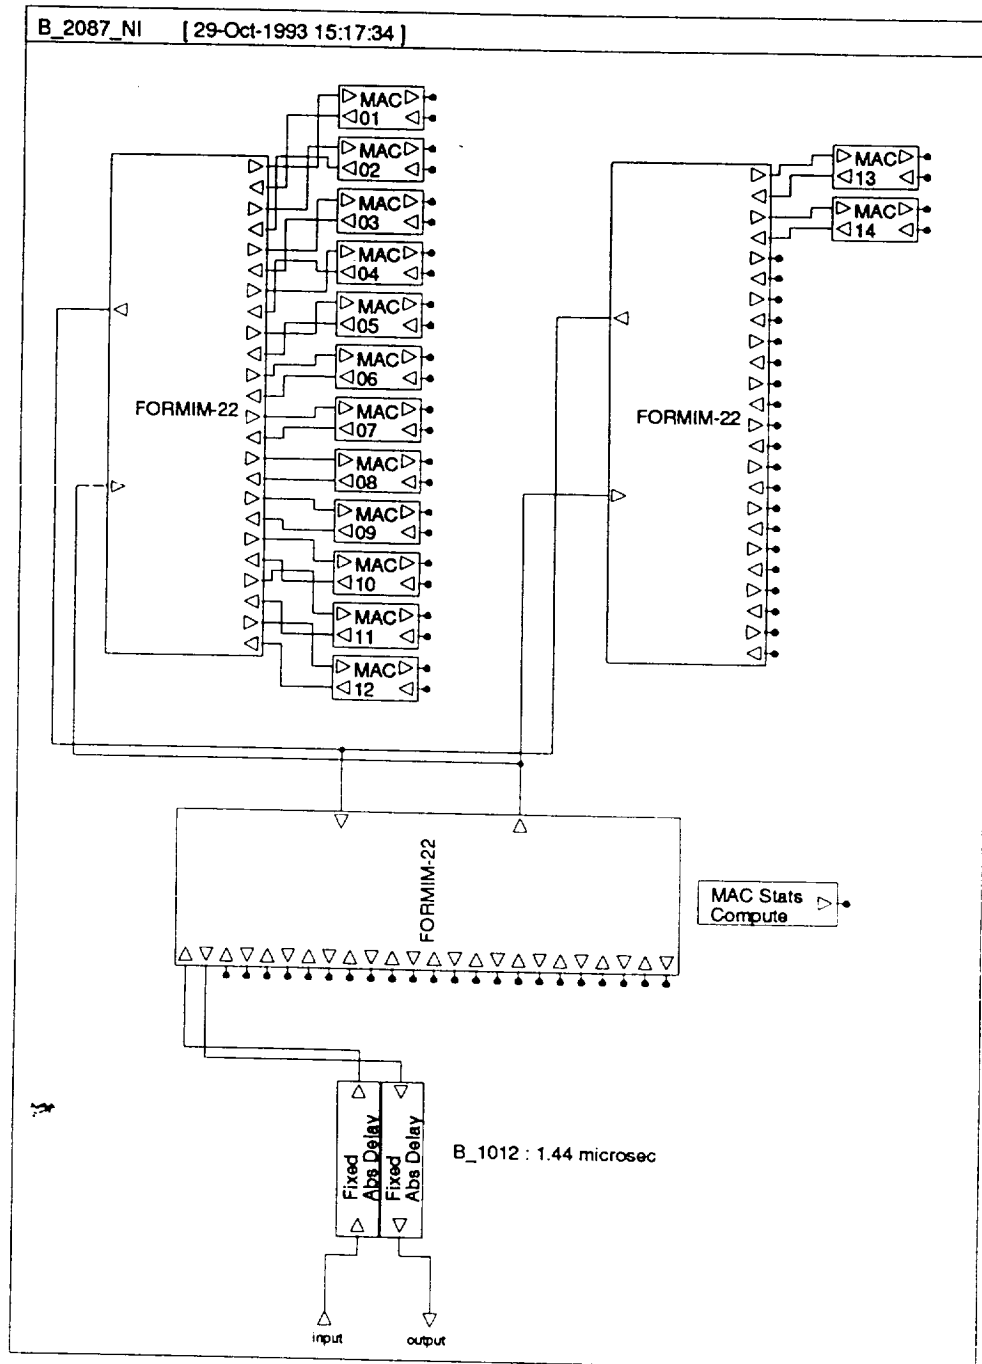 B_2087_NI [ 29-Oct-1993 15:17:34 ]
MAC
01
MAC
02
MAC
03
MAC
04
MAC
05
MAC
06
MAC
07
MAC
08
MAC
09
MAC
10
MAC
11
MAC
12
FORMIM-22
MAC
13
MAC
14
FORMIM-22
FORMIM-22
MAC Stats
Compute
Fixed
Abs Delay
Fixed
Abs Delay
B_1012 : 1.44 microsec
input
output